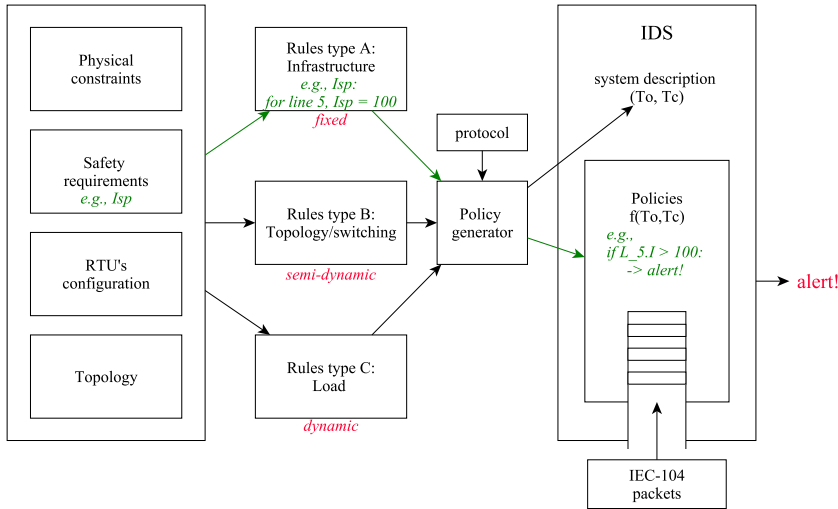 Physical
constraints
Safety
requirements
e.g., Isp
RTU's
configuration
Topology
Rules type A:
Infrastructure
e.g., Isp:
for line 5, Isp = 100
fixed
Rules type B:
Topology/switching
semi-dynamic
Rules type C:
Load
dynamic
protocol
Policy
generator
IDS
system description
(To, Tc)
Policies
f(To,Tc)
e.g.,
if L_5.I > 100:
-> alert!
IEC-104
packets
alert!